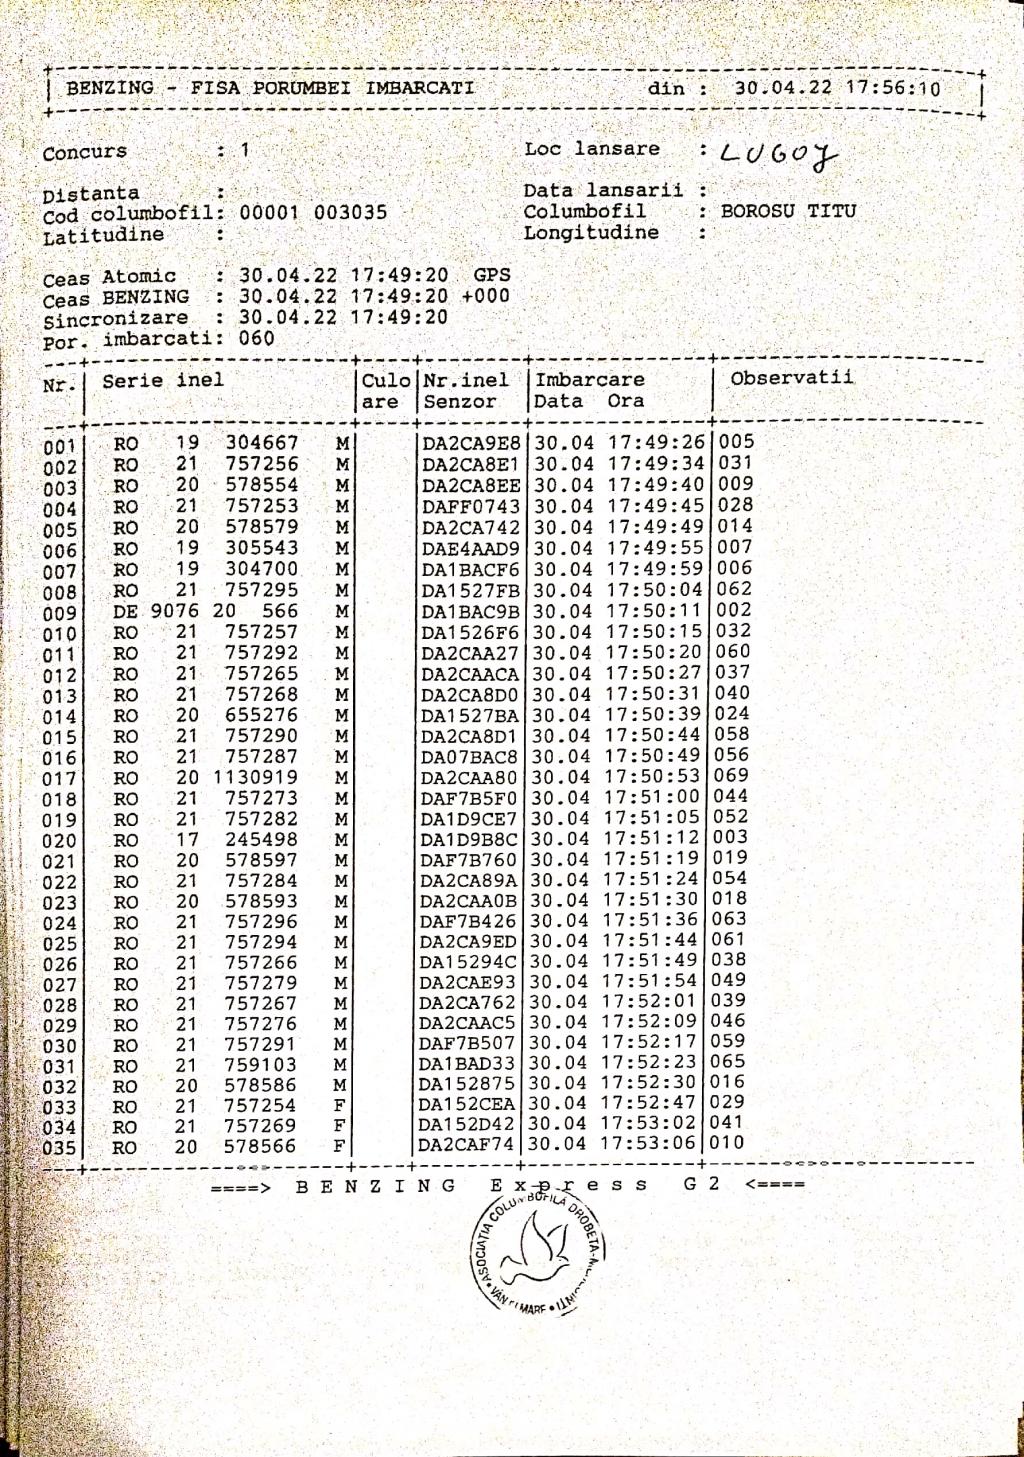 BENZING - FISA PORUMBEI IMBARCATI din : 30.04.22 17:56:10
Concurs : 1 Loc lansare : LUGOJ
Distanta : Data lansarii :
Cod columbofil: 00001 003035 Columbofil : BOROSU TITU
Latitudine : Longitudine :
Ceas Atomic : 30.04.22 17:49:20 GPS
Ceas BENZING : 30.04.22 17:49:20 +000
Sincronizare : 30.04.22 17:49:20
Por. imbarcati: 060
Nr. Serie inel Culo Nr.inel Imbarcare Observatii
are Senzor Data Ora
001 RO 19 304667 M DA2CA9E8 30.04 17:49:26 005
002 RO 21 757256 M DA2CA8E1 30.04 17:49:34 031
003 RO 20 578554 M DA2CA8EE 30.04 17:49:40 009
004 RO 21 757253 M DAFF0743 30.04 17:49:45 028
005 RO 20 578579 M DA2CA742 30.04 17:49:49 014
006 RO 19 305543 M DAE4AAD9 30.04 17:49:55 007
007 RO 19 304700 M DA1BACF6 30.04 17:49:59 006
008 RO 21 757295 M DA1527FB 30.04 17:50:04 062
009 DE 9076 20 566 M DA1BAC9B 30.04 17:50:11 002
010 RO 21 757257 M DA1526F6 30.04 17:50:15 032
011 RO 21 757292 M DA2CAA27 30.04 17:50:20 060
012 RO 21 757265 M DA2CAACA 30.04 17:50:27 037
013 RO 21 757268 M DA2CA8D0 30.04 17:50:31 040
014 RO 20 655276 M DA1527BA 30.04 17:50:39 024
015 RO 21 757290 M DA2CA8D1 30.04 17:50:44 058
016 RO 21 757287 M DA07BAC8 30.04 17:50:49 056
017 RO 20 1130919 M DA2CAA80 30.04 17:50:53 069
018 RO 21 757273 M DAF7B5F0 30.04 17:51:00 044
019 RO 21 757282 M DA1D9CE7 30.04 17:51:05 052
020 RO 17 245498 M DA1D9B8C 30.04 17:51:12 003
021 RO 20 578597 M DAF7B760 30.04 17:51:19 019
022 RO 21 757284 M DA2CA89A 30.04 17:51:24 054
023 RO 20 578593 M DA2CAA0B 30.04 17:51:30 018
024 RO 21 757296 M DAF7B426 30.04 17:51:36 063
025 RO 21 757294 M DA2CA9ED 30.04 17:51:44 061
026 RO 21 757266 M DA15294C 30.04 17:51:49 038
027 RO 21 757279 M DA2CAE93 30.04 17:51:54 049
028 RO 21 757267 M DA2CA762 30.04 17:52:01 039
029 RO 21 757276 M DA2CAAC5 30.04 17:52:09 046
030 RO 21 757291 M DAF7B507 30.04 17:52:17 059
031 RO 21 759103 M DA1BAD33 30.04 17:52:23 065
032 RO 20 578586 M DA152875 30.04 17:52:30 016
033 RO 21 757254 F DA152CEA 30.04 17:52:47 029
034 RO 21 757269 F DA152D42 30.04 17:53:02 041
035 RO 20 578566 F DA2CAF74 30.04 17:53:06 010
====> B E N Z I N G E x p r e s s G 2 <====
ASOCIATIA COLUMBOFILA DROBETA-
MARE